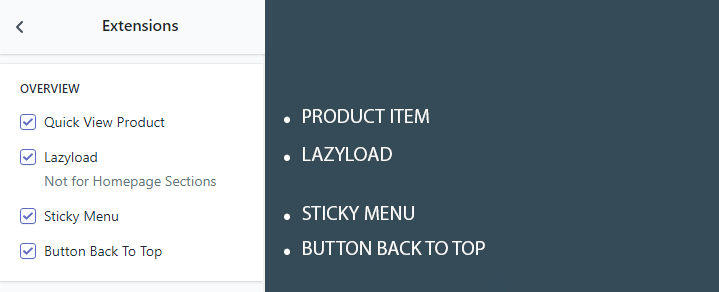 Extensions
OVERVIEW
Quick View Product
Lazyload
Not for Homepage Sections
Sticky Menu
Button Back To Top
• PRODUCT ITEM
• LAZYLOAD
• STICKY MENU
• BUTTON BACK TO TOP